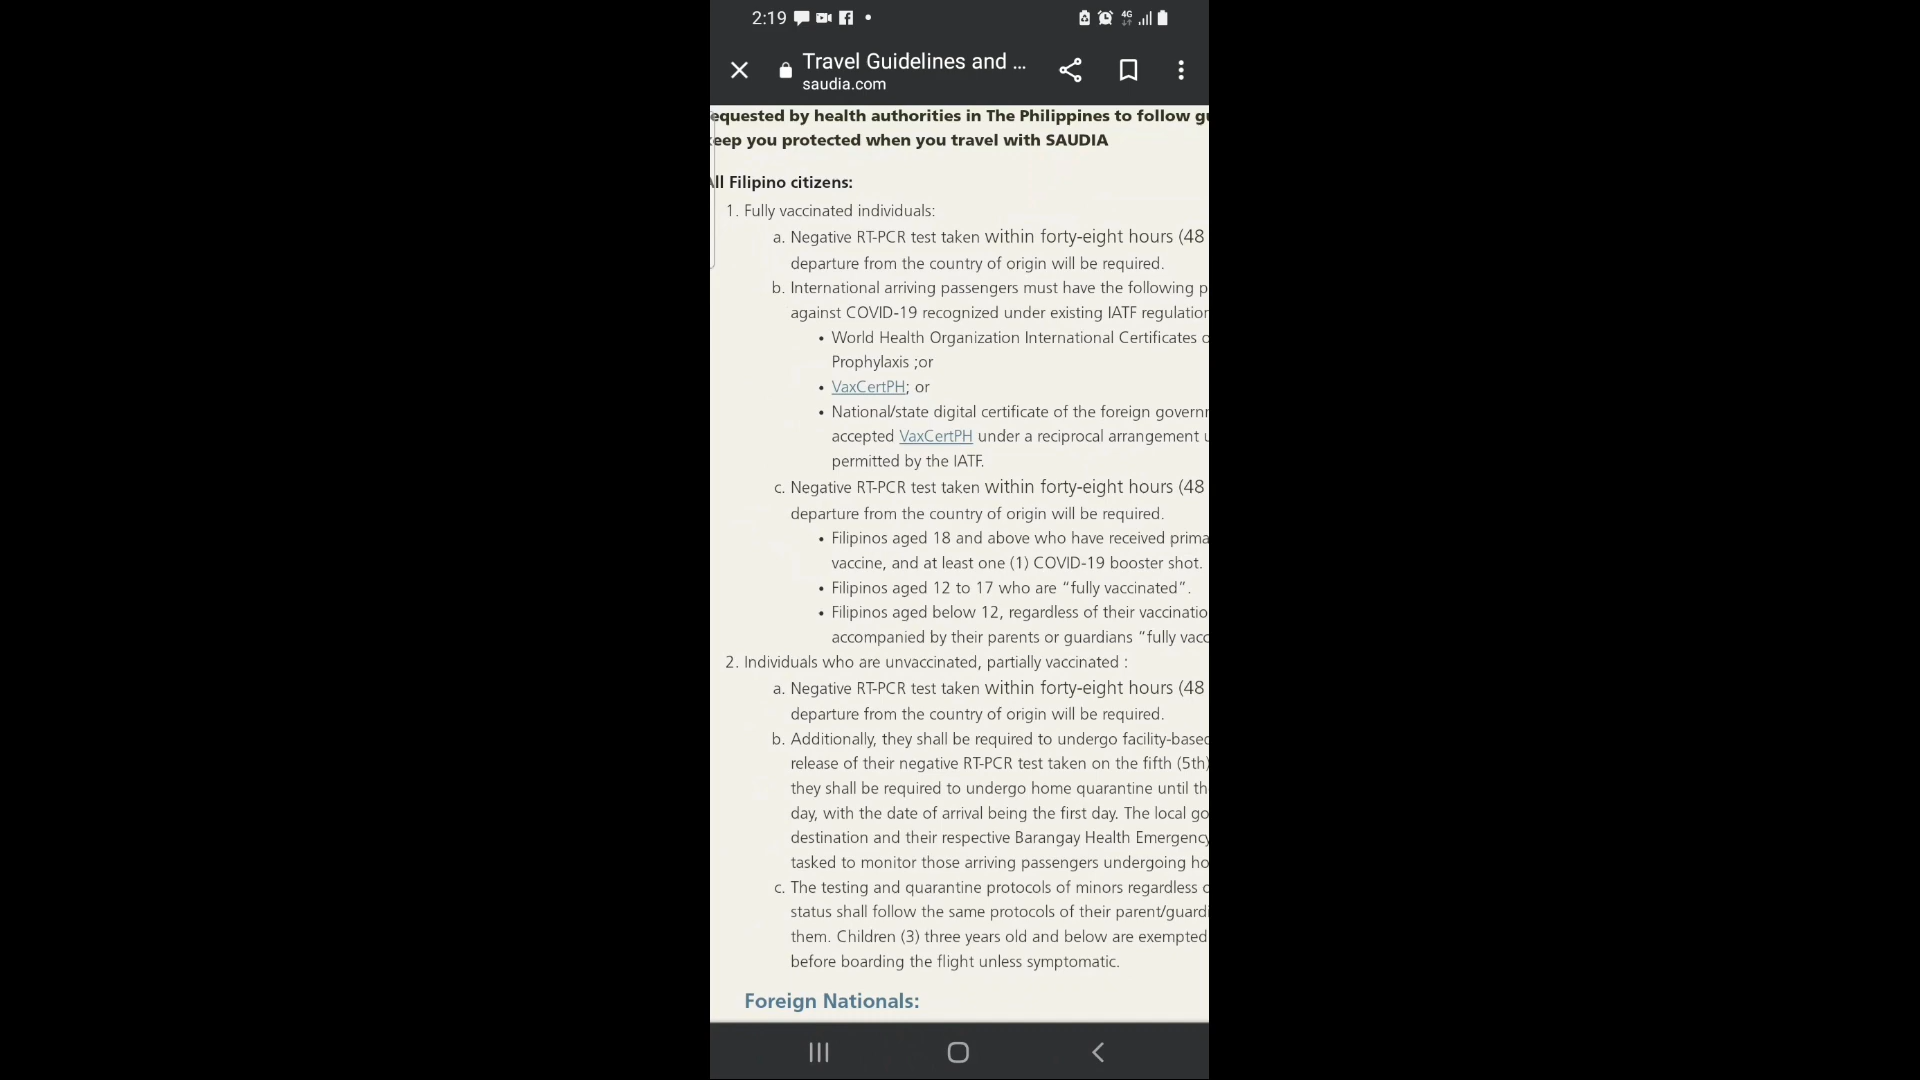 2:19
4G
Travel Guidelines and ...
saudia.com
equested by health authorities in The Philippines to follow
eep you protected when you travel with SAUDIA
All Filipino citizens:
1. Fully vaccinated individuals:
a. Negative RT-PCR test taken within forty-eight hours (48
departure from the country of origin will be required.
b. International arriving passengers must have the following
against COVID-19 recognized under existing IATF regulation
• World Health Organization International Certificates
Prophylaxis ;or
• VaxCertPH; or
• National/state digital certificate of the foreign
accepted VaxCertPH under a reciprocal arrangement
permitted by the IATF.
c. Negative RT-PCR test taken within forty-eight hours (48
departure from the country of origin will be required.
• Filipinos aged 18 and above who have received prima
vaccine, and at least one (1) COVID-19 booster shot.
• Filipinos aged 12 to 17 who are “fully vaccinated”.
• Filipinos aged below 12, regardless of their vaccinatio
accompanied by their parents or guardians “fully vacc
2. Individuals who are unvaccinated, partially vaccinated :
a. Negative RT-PCR test taken within forty-eight hours (48
departure from the country of origin will be required.
b. Additionally, they shall be required to undergo facility-based
release of their negative RT-PCR test taken on the fifth (5th)
they shall be required to undergo home quarantine until th
day, with the date of arrival being the first day. The local go
destination and their respective Barangay Health Emergency
tasked to monitor those arriving passengers undergoing ho
c. The testing and quarantine protocols of minors regardless
status shall follow the same protocols of their parent/guardi
them. Children (3) three years old and below are exempted
before boarding the flight unless symptomatic.
Foreign Nationals: